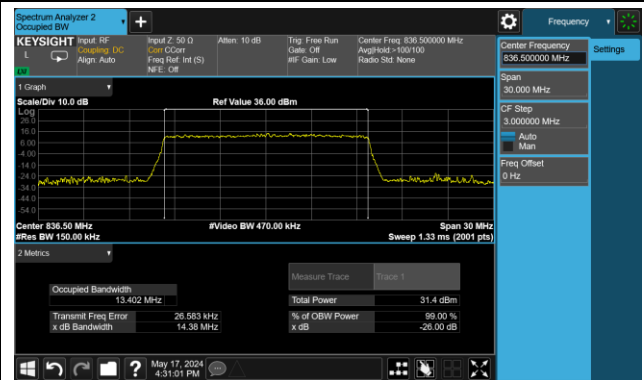 Spectrum Analyzer 2
Occupied BW
Frequency
KEYSIGHT Input: RF Input Z: 50 Ω Atten: 10 dB Trig: Free Run Center Freq: 836.500000 MHz
L Coupling: DC Corr CCorr Gate: Off Avg|Hold:>100/100
Align: Auto Freq Ref: Int (S) #IF Gain: Low Radio Std: None
NFE: Off
Center Frequency
836.500000 MHz
Settings
Span
30.000 MHz
CF Step
3.000000 MHz
Auto
Man
Freq Offset
0 Hz
1 Graph
Scale/Div 10.0 dB Ref Value 36.00 dBm
Log
26.0
16.0
6.00
-4.00
-14.0
-24.0
-34.0
-44.0
-54.0
Center 836.50 MHz #Video BW 470.00 kHz Span 30 MHz
#Res BW 150.00 kHz Sweep 1.33 ms (2001 pts)
2 Metrics
Measure Trace Trace 1
Occupied Bandwidth
13.402 MHz Total Power 31.4 dBm
Transmit Freq Error 26.583 kHz % of OBW Power 99.00 %
x dB Bandwidth 14.38 MHz x dB -26.00 dB
May 17, 2024
4:31:01 PM